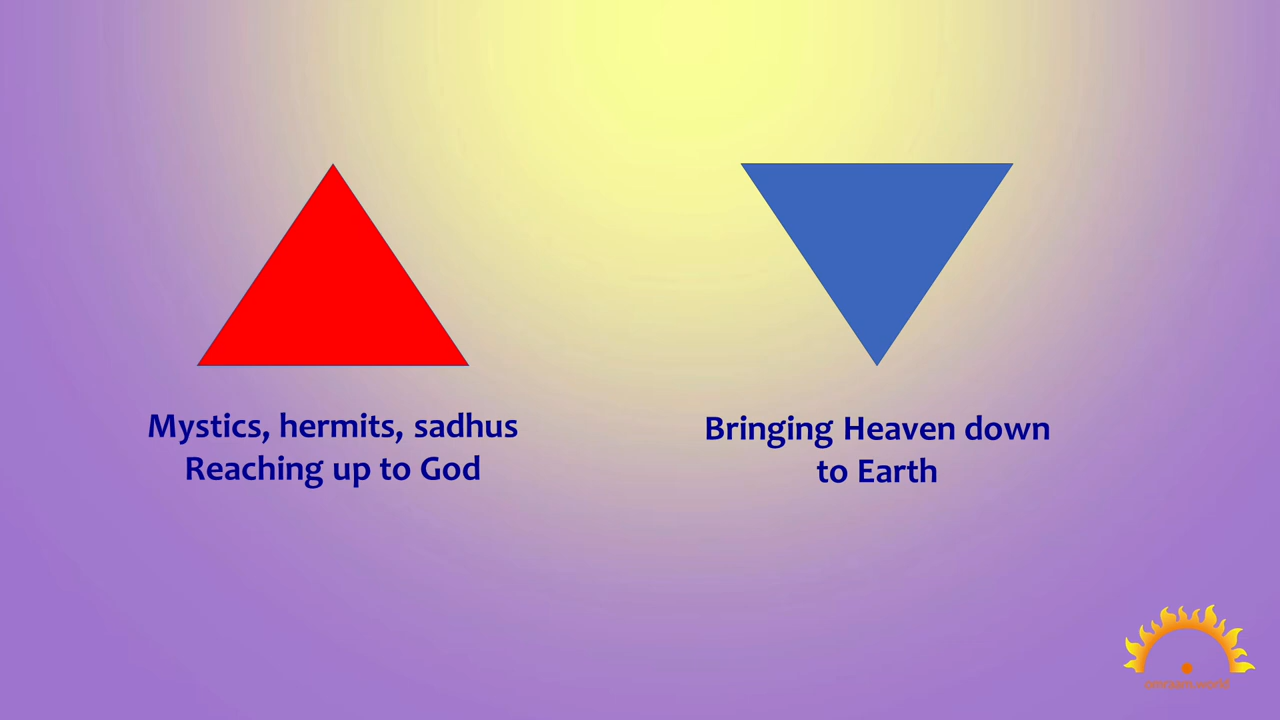 Mystics, hermits, sadhus
Reaching up to God
Bringing Heaven down
to Earth